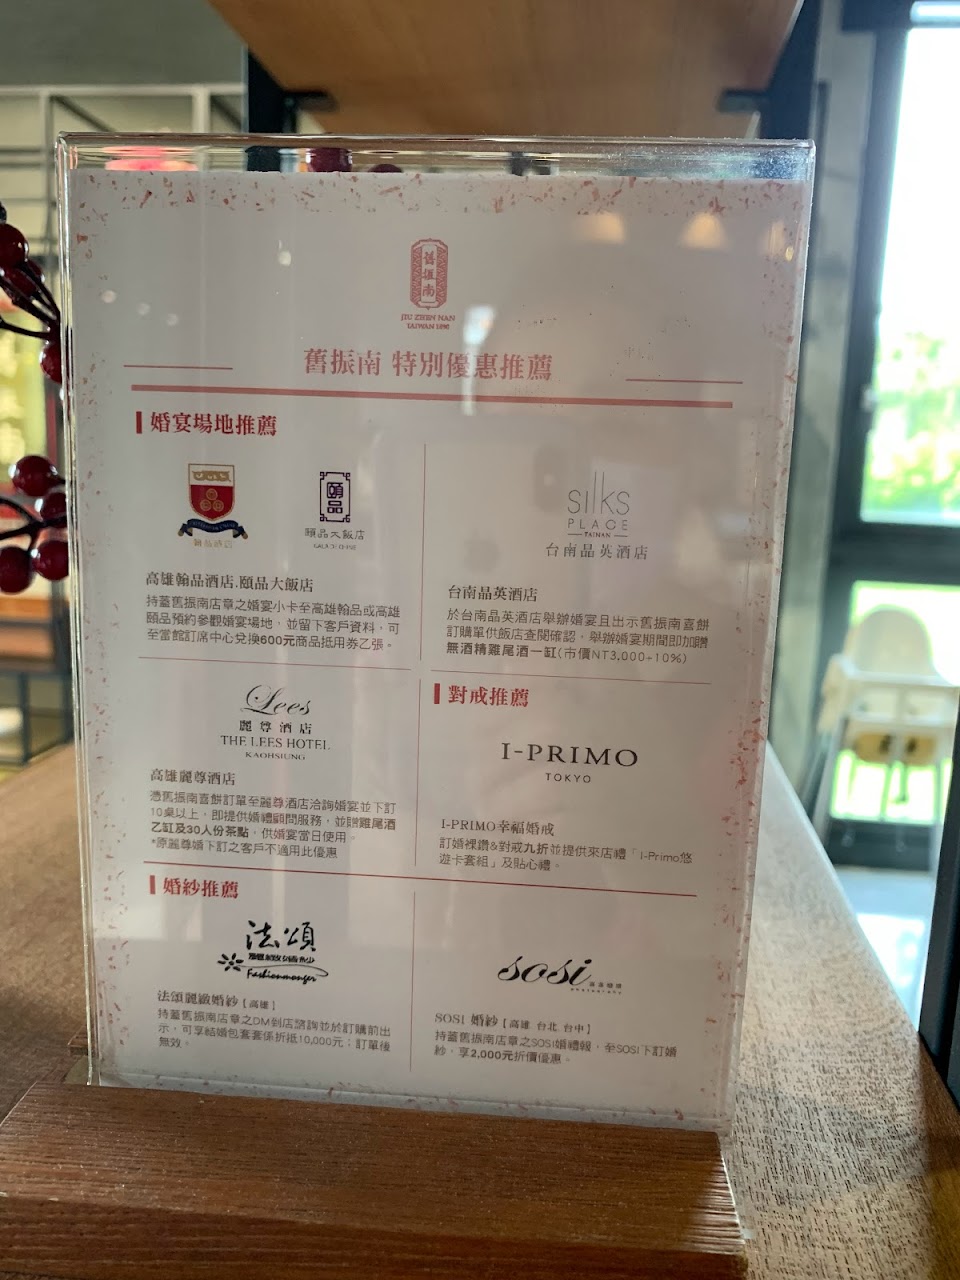 舊振南
JIU ZHEN NAN
TAIWAN 1890
舊振南 特別優惠推薦
婚宴場地推薦
頤品
頤品大飯店
高雄翰品酒店.頤品大飯店
持蓋舊振南店章之婚宴小卡至高雄翰品或高雄
頤品預約參觀婚宴場地，並留下客戶資料，可
至當館訂席中心兌換600元商品抵用券乙張。
silks
PLACE
TAINAN
台南晶英酒店
台南晶英酒店
於台南晶英酒店舉辦婚宴且出示舊振南喜餅
訂購單供飯店查閱確認，舉辦婚宴期間即加贈
無酒精雞尾酒一缸(市價NT3,000+10%)
Lees
麗尊酒店
THE LEES HOTEL
KAOHSIUNG
高雄麗尊酒店
憑舊振南喜餅訂單至麗尊酒店洽詢婚宴並下訂
10桌以上，即提供婚禮顧問服務，並贈雞尾酒
乙缸及30人份茶點，供婚宴當日使用。
*原麗尊婚下訂之客戶不適用此優惠
對戒推薦
I-PRIMO
TOKYO
I-PRIMO幸福婚戒
訂婚裸鑽&對戒九折並提供來店禮「I-Primo悠
遊卡套組」及貼心禮。
婚紗推薦
法頌
麗緻婚紗
Fashionmonger
法頌麗緻婚紗【高雄】
持蓋舊振南店章之DM到店諮詢並於訂購前出
示，可享結婚包套套係折抵10,000元；訂單後
無效。
sosi
SOSI 婚紗【高雄 台北 台中】
持蓋舊振南店章之SOSI婚禮報，至SOSI下訂婚
紗，享2,000元折價優惠。